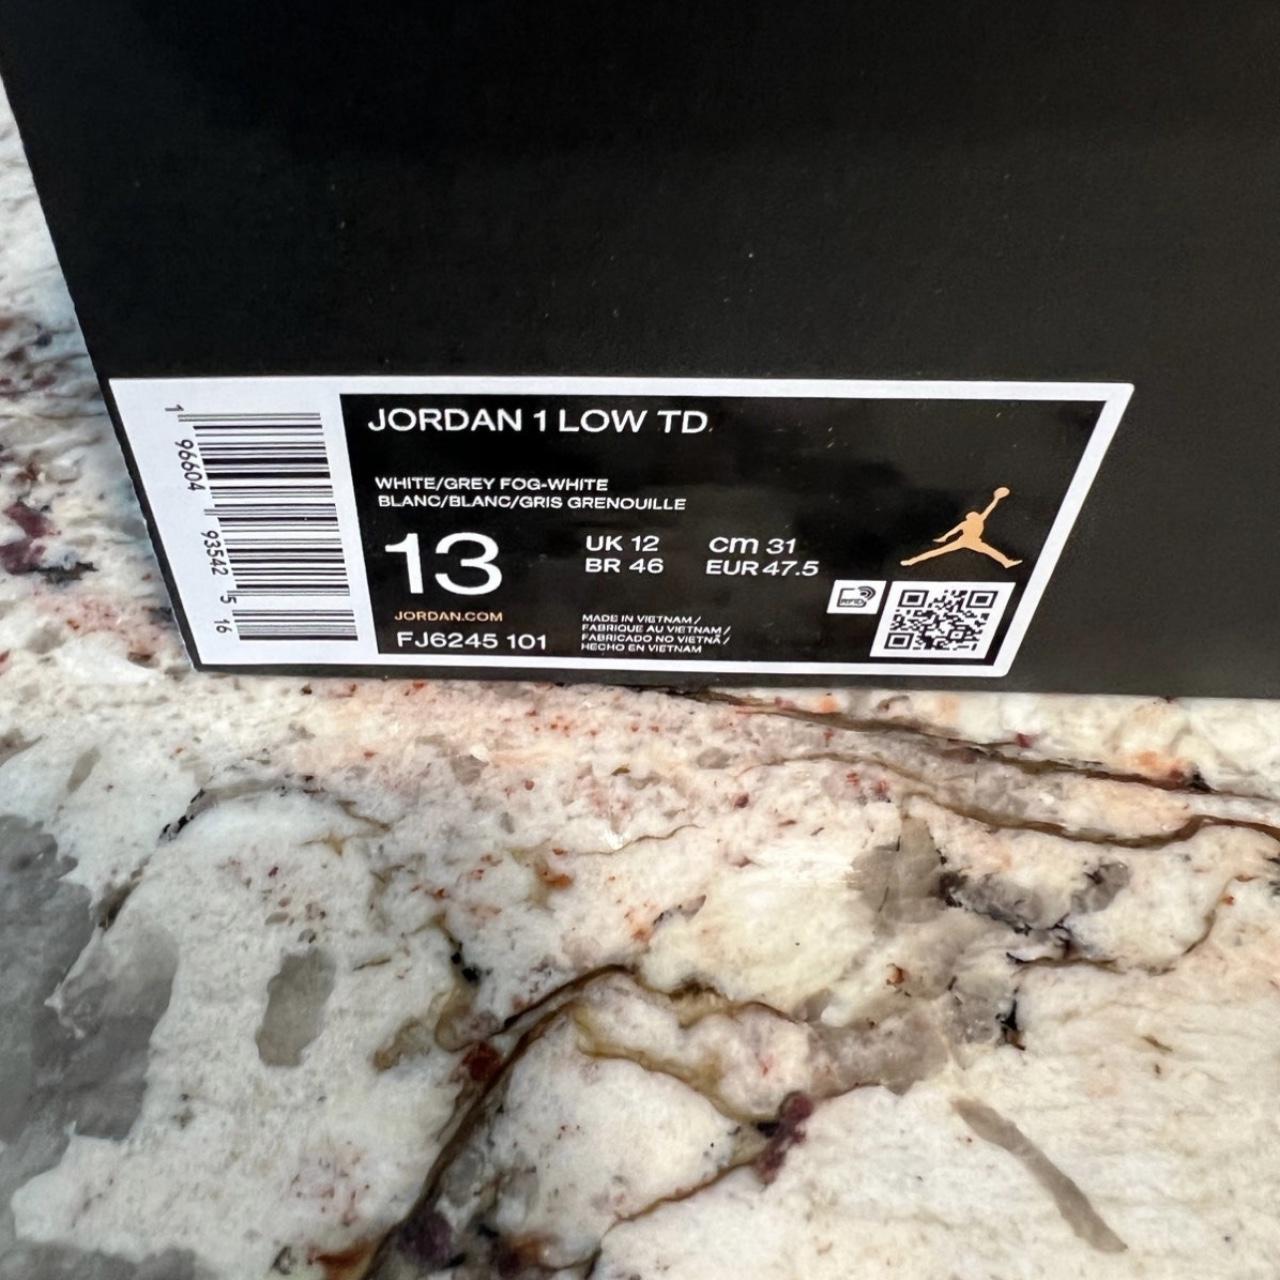 JORDAN 1 LOW TD
WHITE/GREY FOG-WHITE
BLANC/BLANC/GRIS GRENOUILLE
13
UK 12
cm 31
BR 46
EUR 47.5
JORDAN.COM
FJ6245 101
MADE IN VIETNAM/
FABRIQUE AU VIETNAM/
FABRICADO NO VIETNÃ/
HECHO EN VIETNAM
RFID
1 96604 93542 5 16